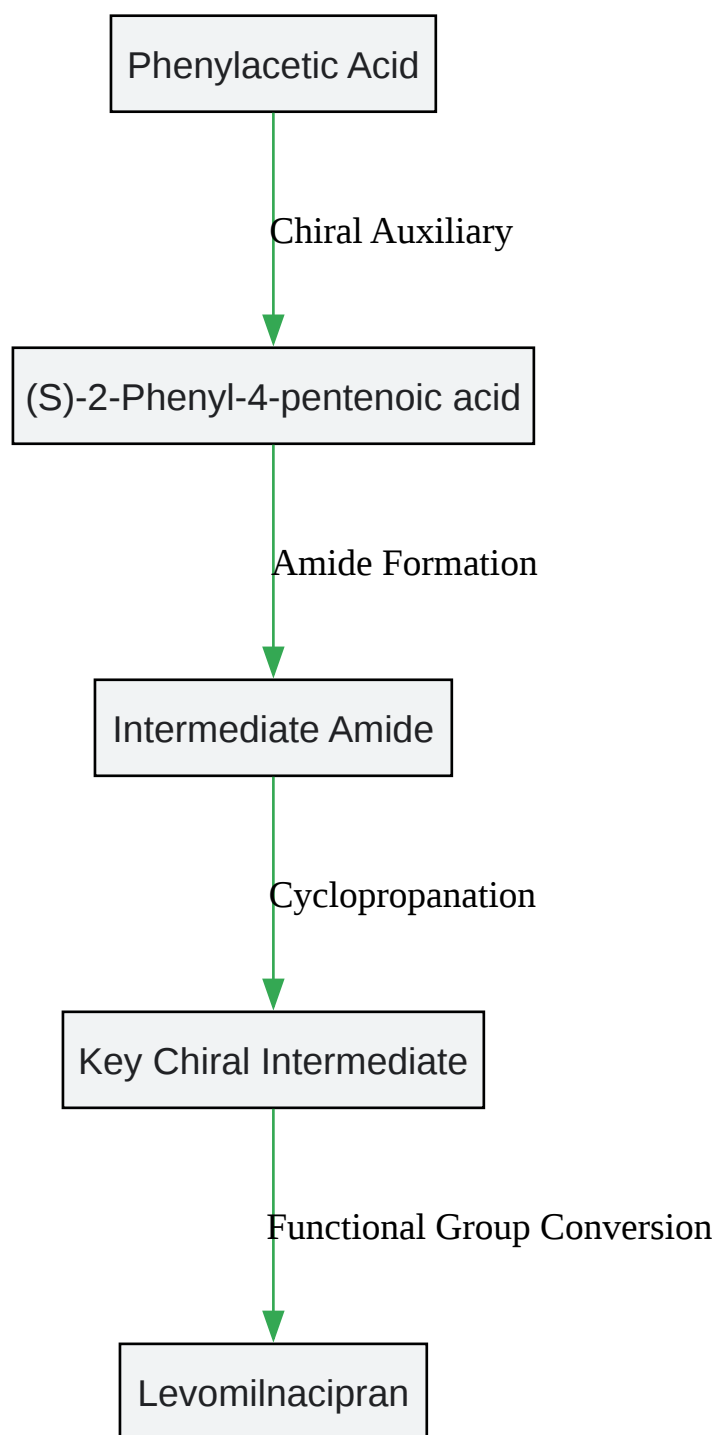 Phenylacetic Acid
Chiral Auxiliary
(S)-2-Phenyl-4-pentenoic acid
Amide Formation
Intermediate Amide
Cyclopropanation
Key Chiral Intermediate
Functional Group Conversion
Levomilnacipran